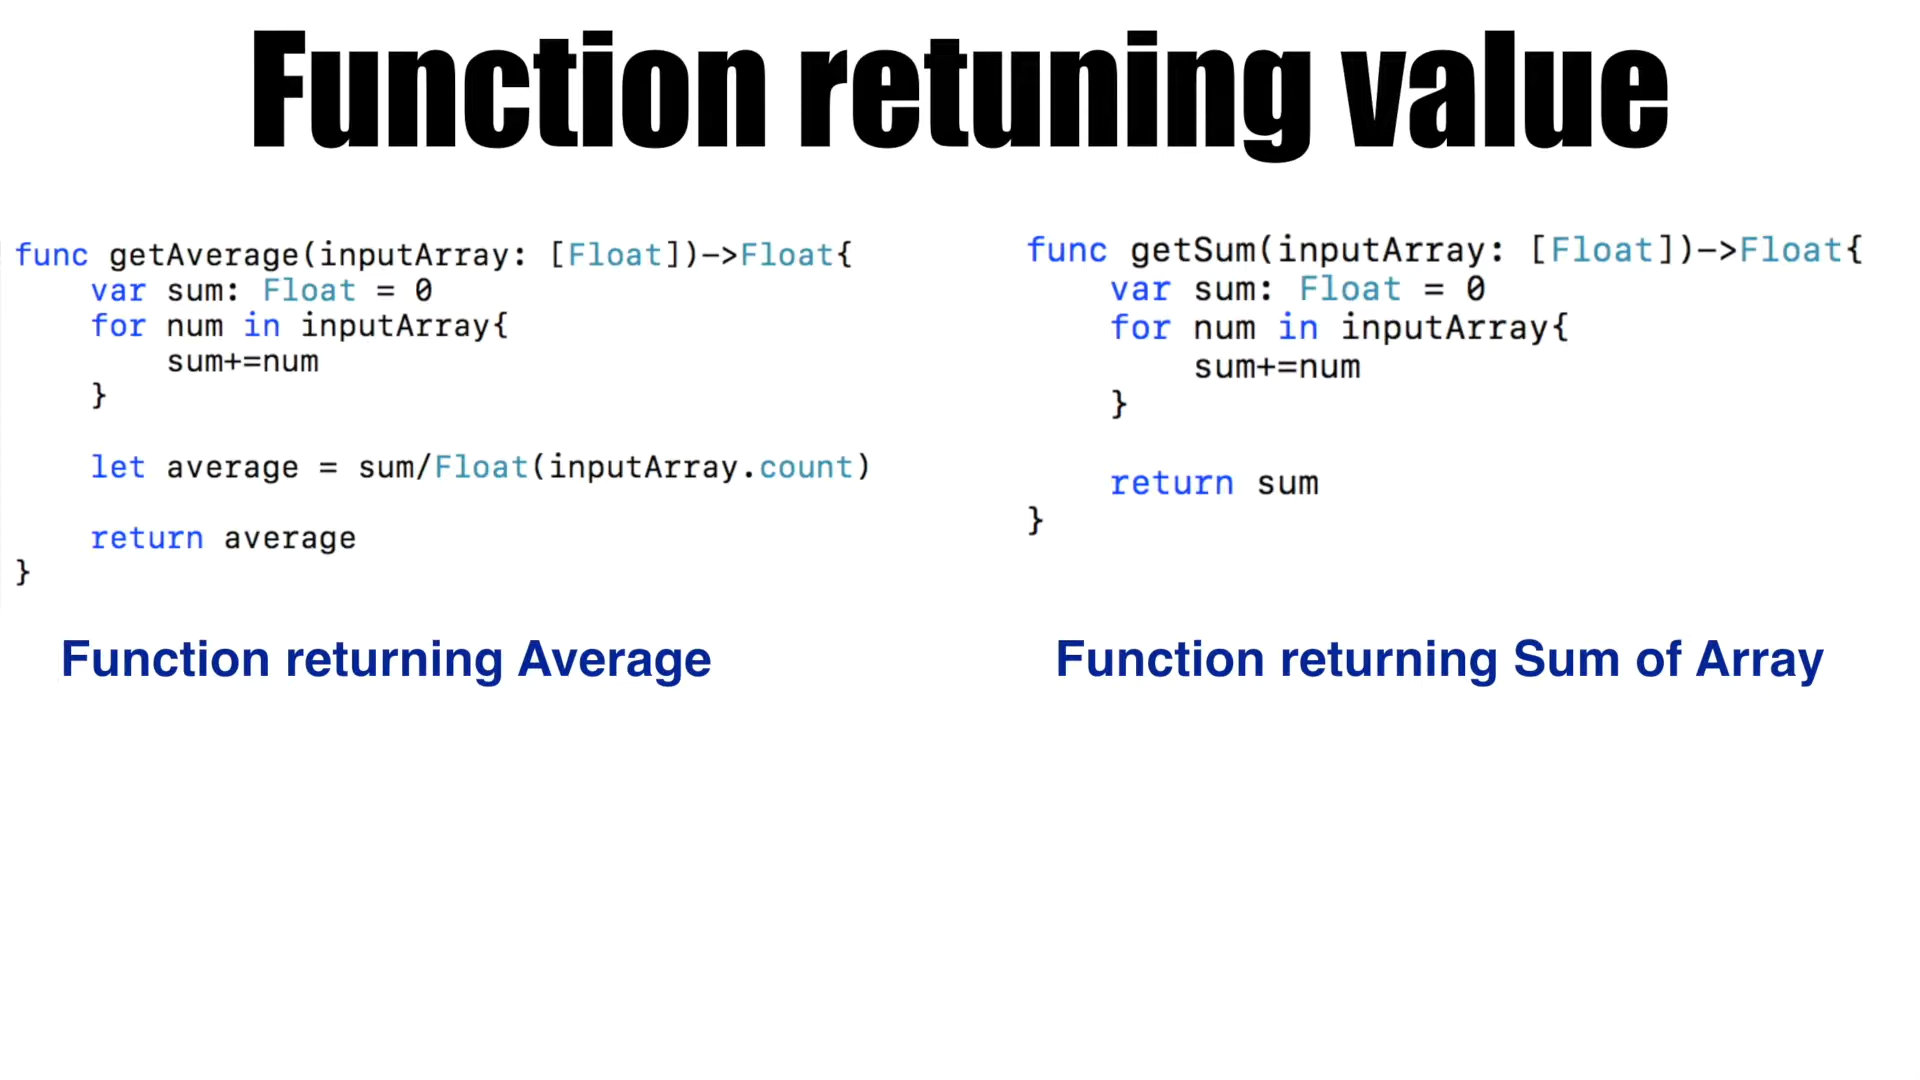 Function retuning value
func getAverage(inputArray: [Float])->Float{
    var sum: Float = 0
    for num in inputArray{
        sum+=num
    }
    let average = sum/Float(inputArray.count)
    return average
}
Function returning Average
func getSum(inputArray: [Float])->Float{
    var sum: Float = 0
    for num in inputArray{
        sum+=num
    }
    return sum
}
Function returning Sum of Array